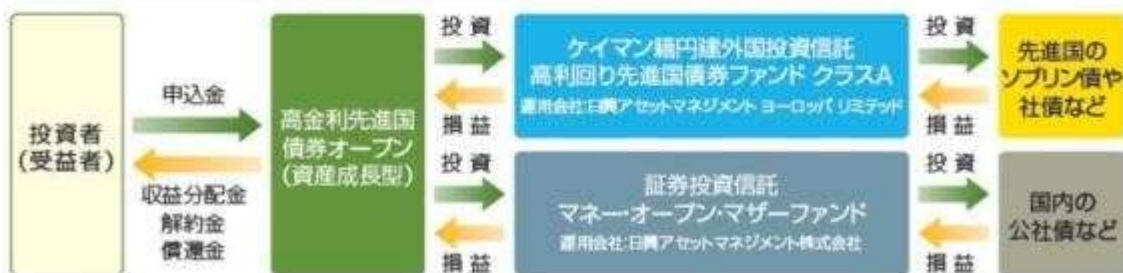 投資者
(受益者)
申込金
収益分配金
解約金
償還金
高金利先進国
債券オープン
(資産成長型)
投資
損益
投資
損益
ケイマン籍円建外国投資信託
高利回り先進国債券ファンド クラスA
運用会社:日興アセットマネジメント ヨーロッパ リミテッド
証券投資信託
マネー・オープン・マザーファンド
運用会社:日興アセットマネジメント株式会社
投資
損益
投資
損益
先進国の
ソブリン債や
社債など
国内の
公社債など